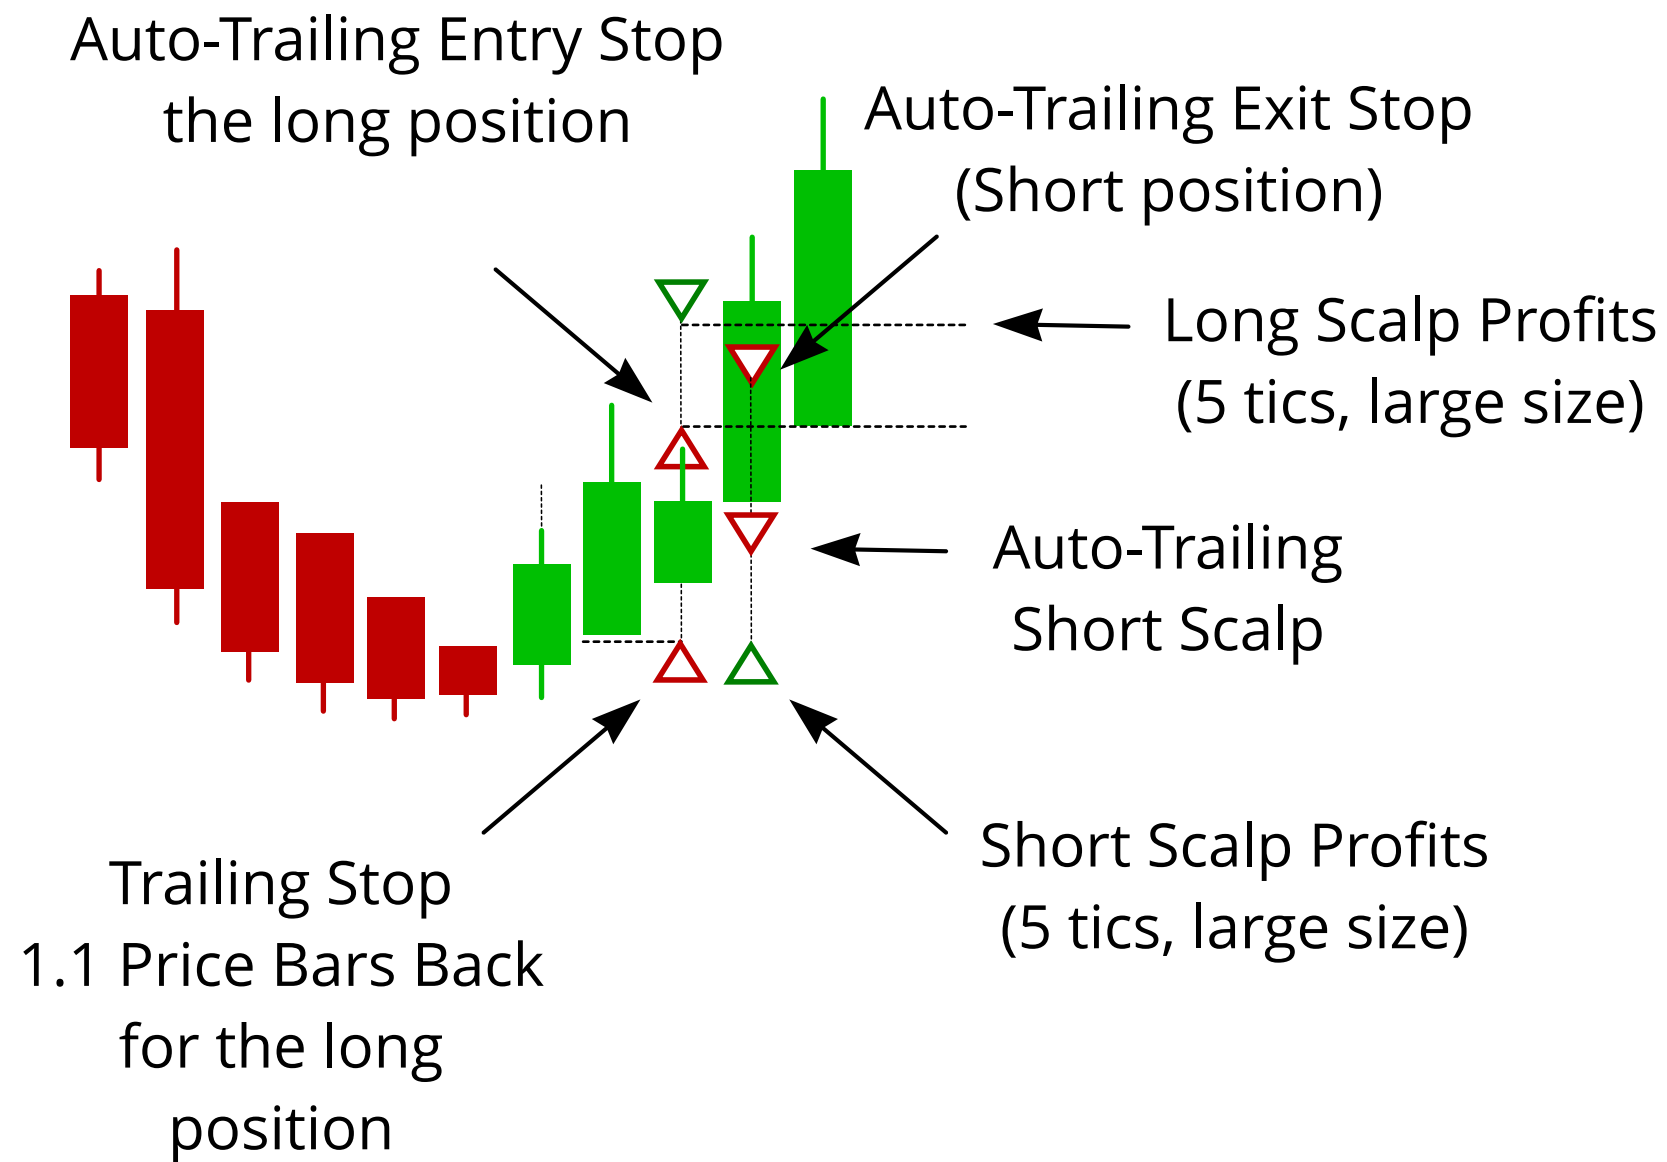 Auto-Trailing Entry Stop
the long position
Auto-Trailing Exit Stop
(Short position)
Long Scalp Profits
(5 tics, large size)
Auto-Trailing
Short Scalp
Short Scalp Profits
(5 tics, large size)
Trailing Stop
1.1 Price Bars Back
for the long
position